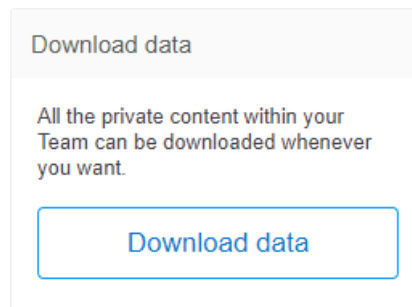 Download data
All the private content within your
Team can be downloaded whenever
you want.
Download data